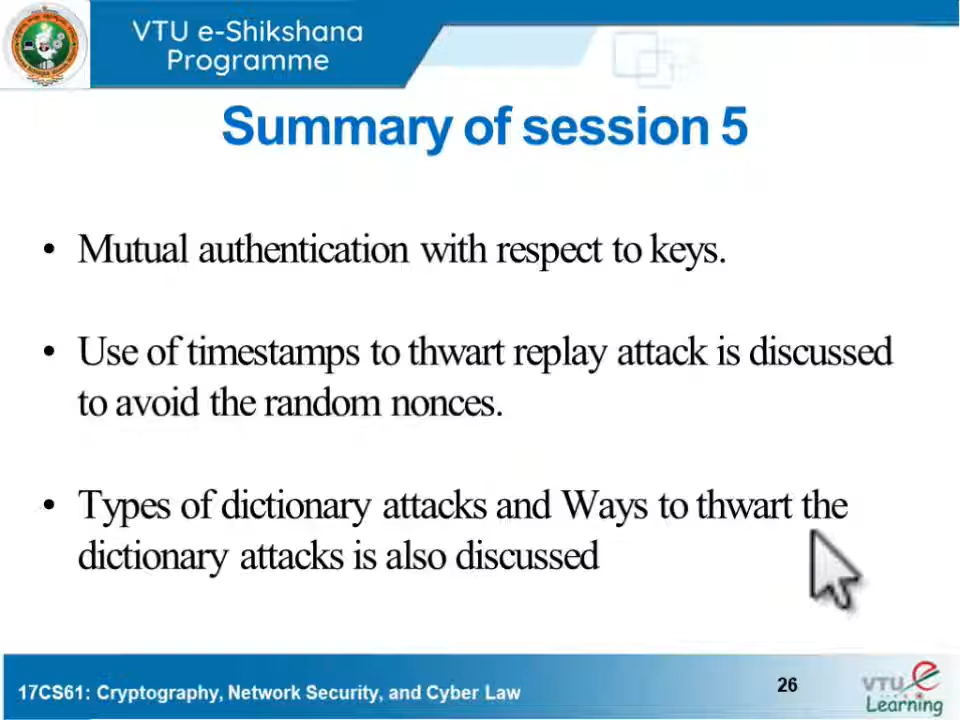 VTU e-Shikshana
Programme
Summary of session 5
• Mutual authentication with respect to keys.
• Use of timestamps to thwart replay attack is discussed
to avoid the random nonces.
• Types of dictionary attacks and Ways to thwart the
dictionary attacks is also discussed
17CS61: Cryptography, Network Security, and Cyber Law
26
VTU e
Learning